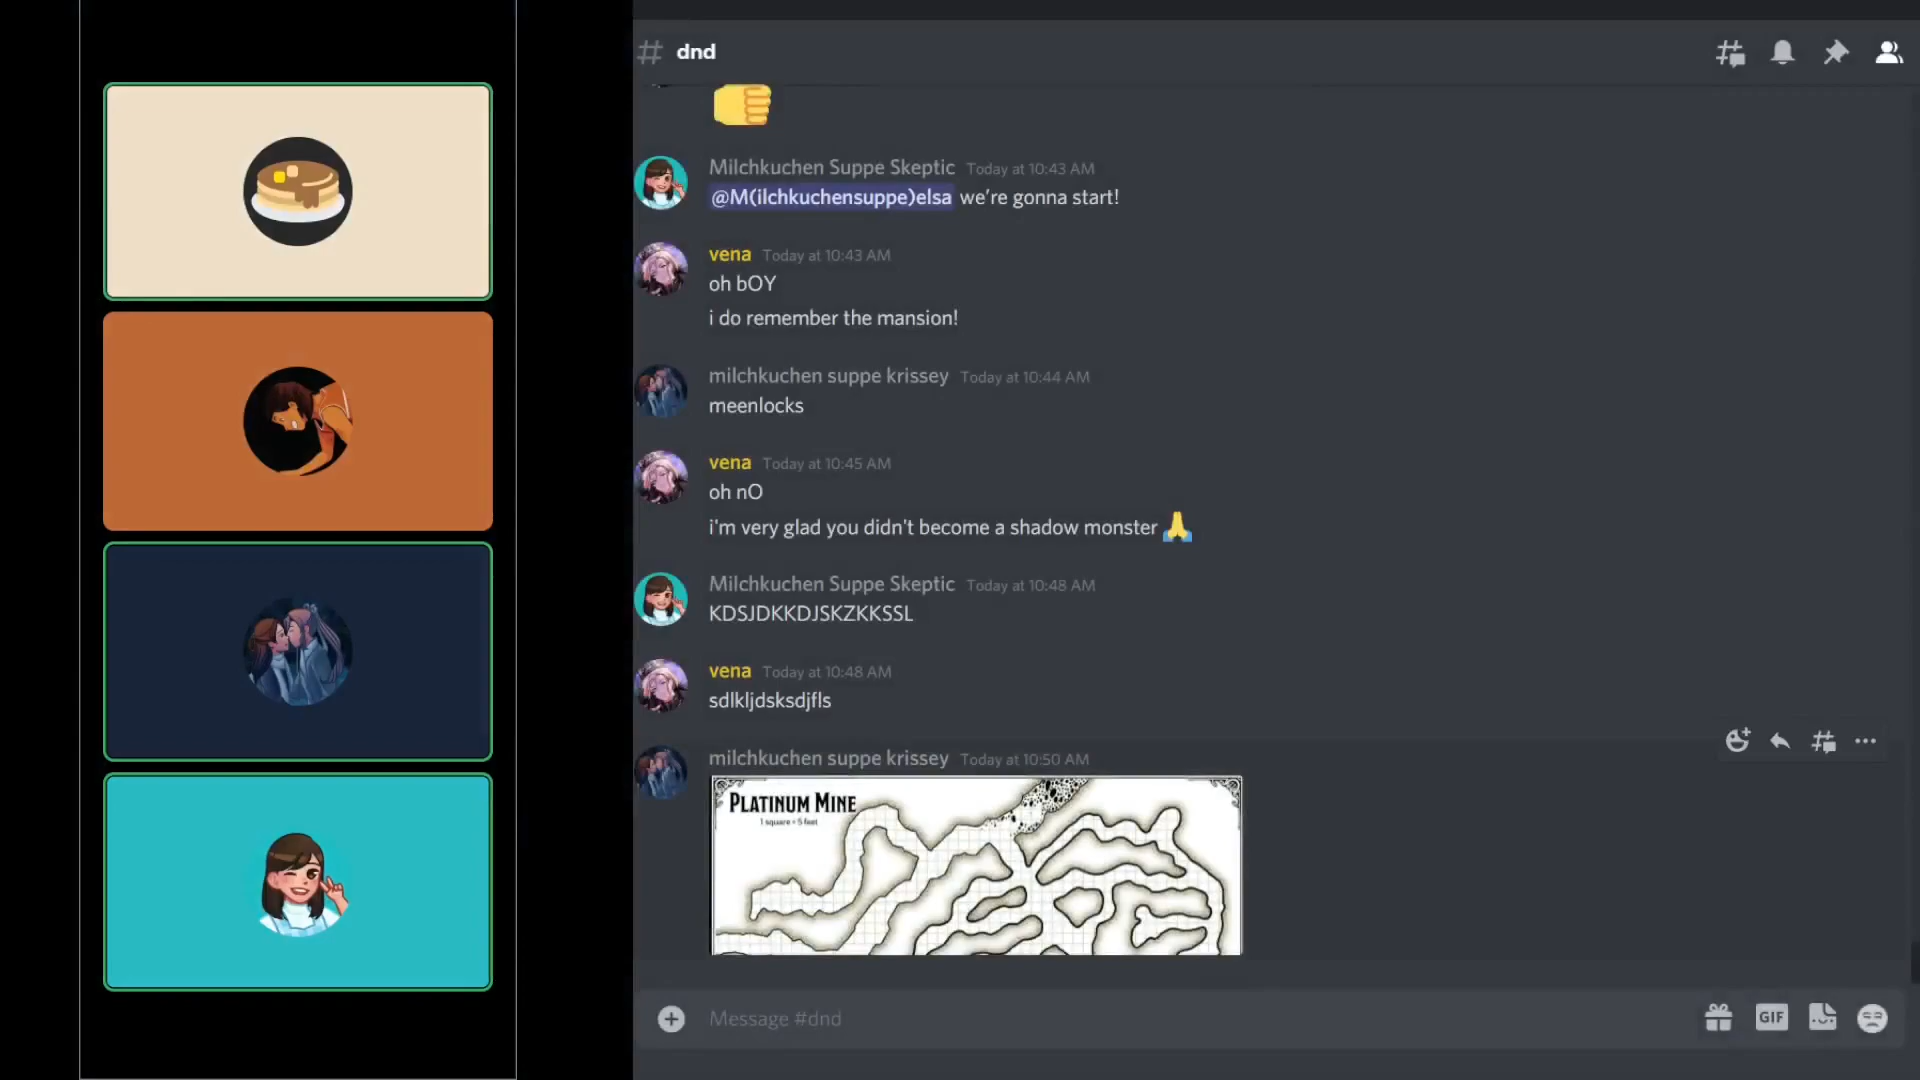 dnd
Milchkuchen Suppe Skeptic Today at 10:43 AM
@M(ilchkuchensuppe)elsa we're gonna start!
vena Today at 10:43 AM
oh bOY
i do remember the mansion!
milchkuchen suppe krissey Today at 10:44 AM
meenlocks
vena Today at 10:45 AM
oh nO
i'm very glad you didn't become a shadow monster 🙏
Milchkuchen Suppe Skeptic Today at 10:48 AM
KDSJDKKDJSKZKKSSL
vena Today at 10:48 AM
sdlkljdsksdjfls
milchkuchen suppe krissey Today at 10:50 AM
PLATINUM MINE
1 square = 5 feet
Message #dnd
GIF